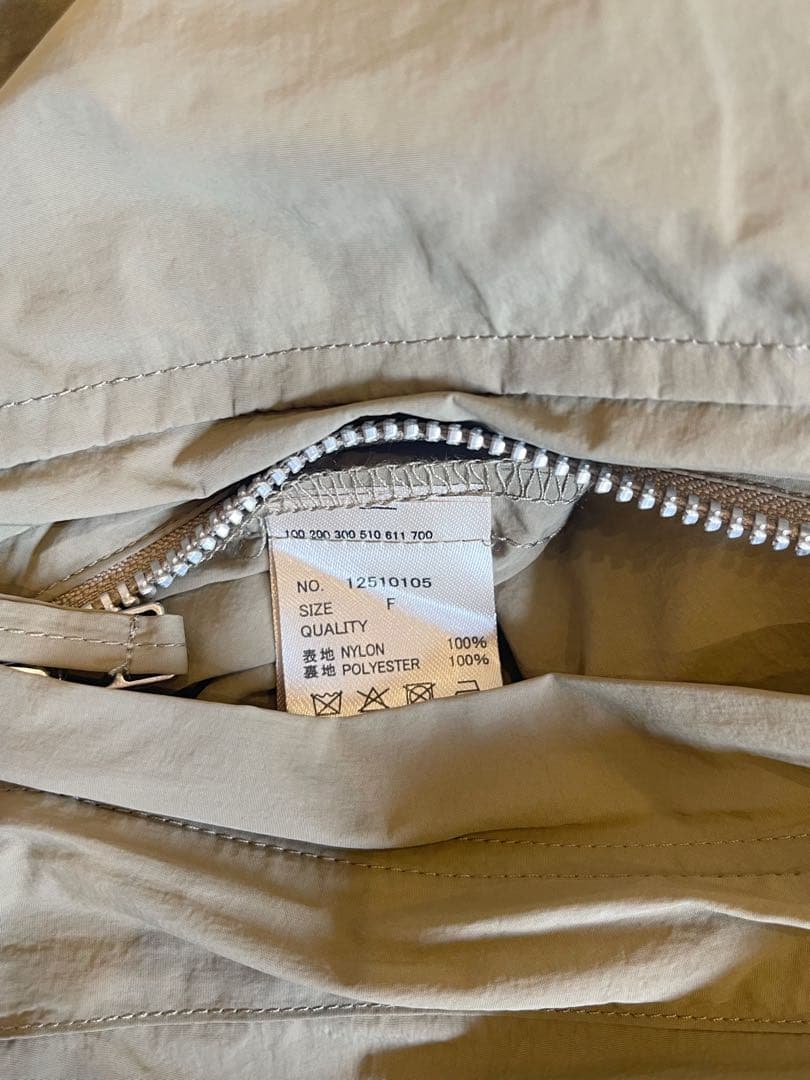 100 200 300 510 611 700
NO. 12510105
SIZE F
QUALITY
表地 NYLON 100%
裏地 POLYESTER 100%